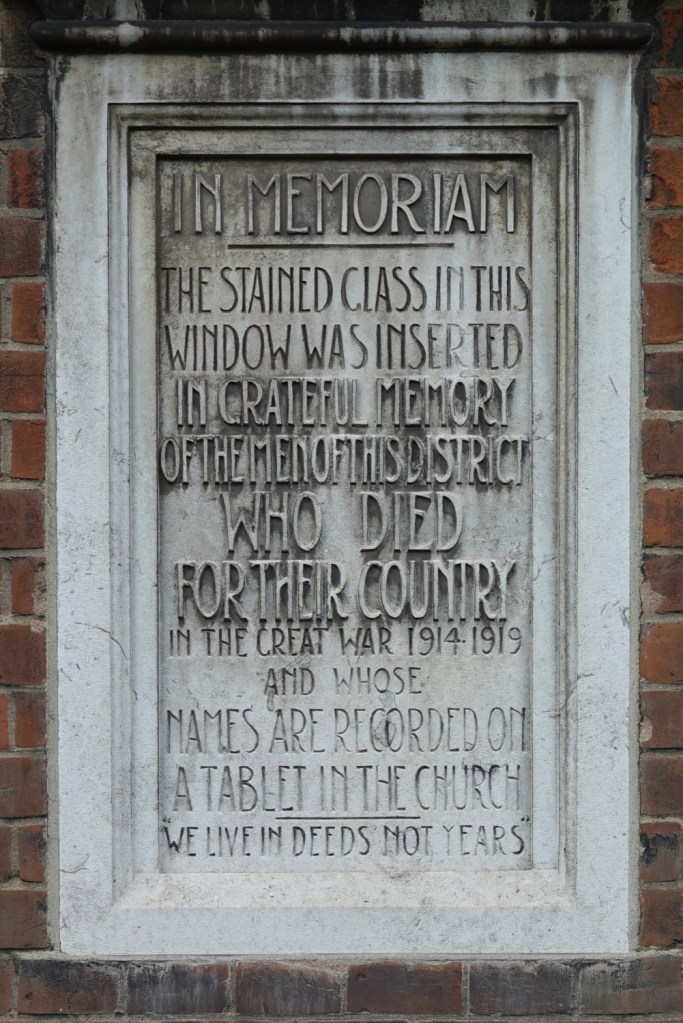 IN MEMORIAM
THE STAINED GLASS IN THIS
WINDOW WAS INSERTED
IN GRATEFUL MEMORY
OF THE MEN OF THIS DISTRICT
WHO DIED
FOR THEIR COUNTRY
IN THE GREAT WAR 1914-1919
AND WHOSE
NAMES ARE RECORDED ON
A TABLET IN THE CHURCH
"WE LIVE IN DEEDS NOT YEARS"